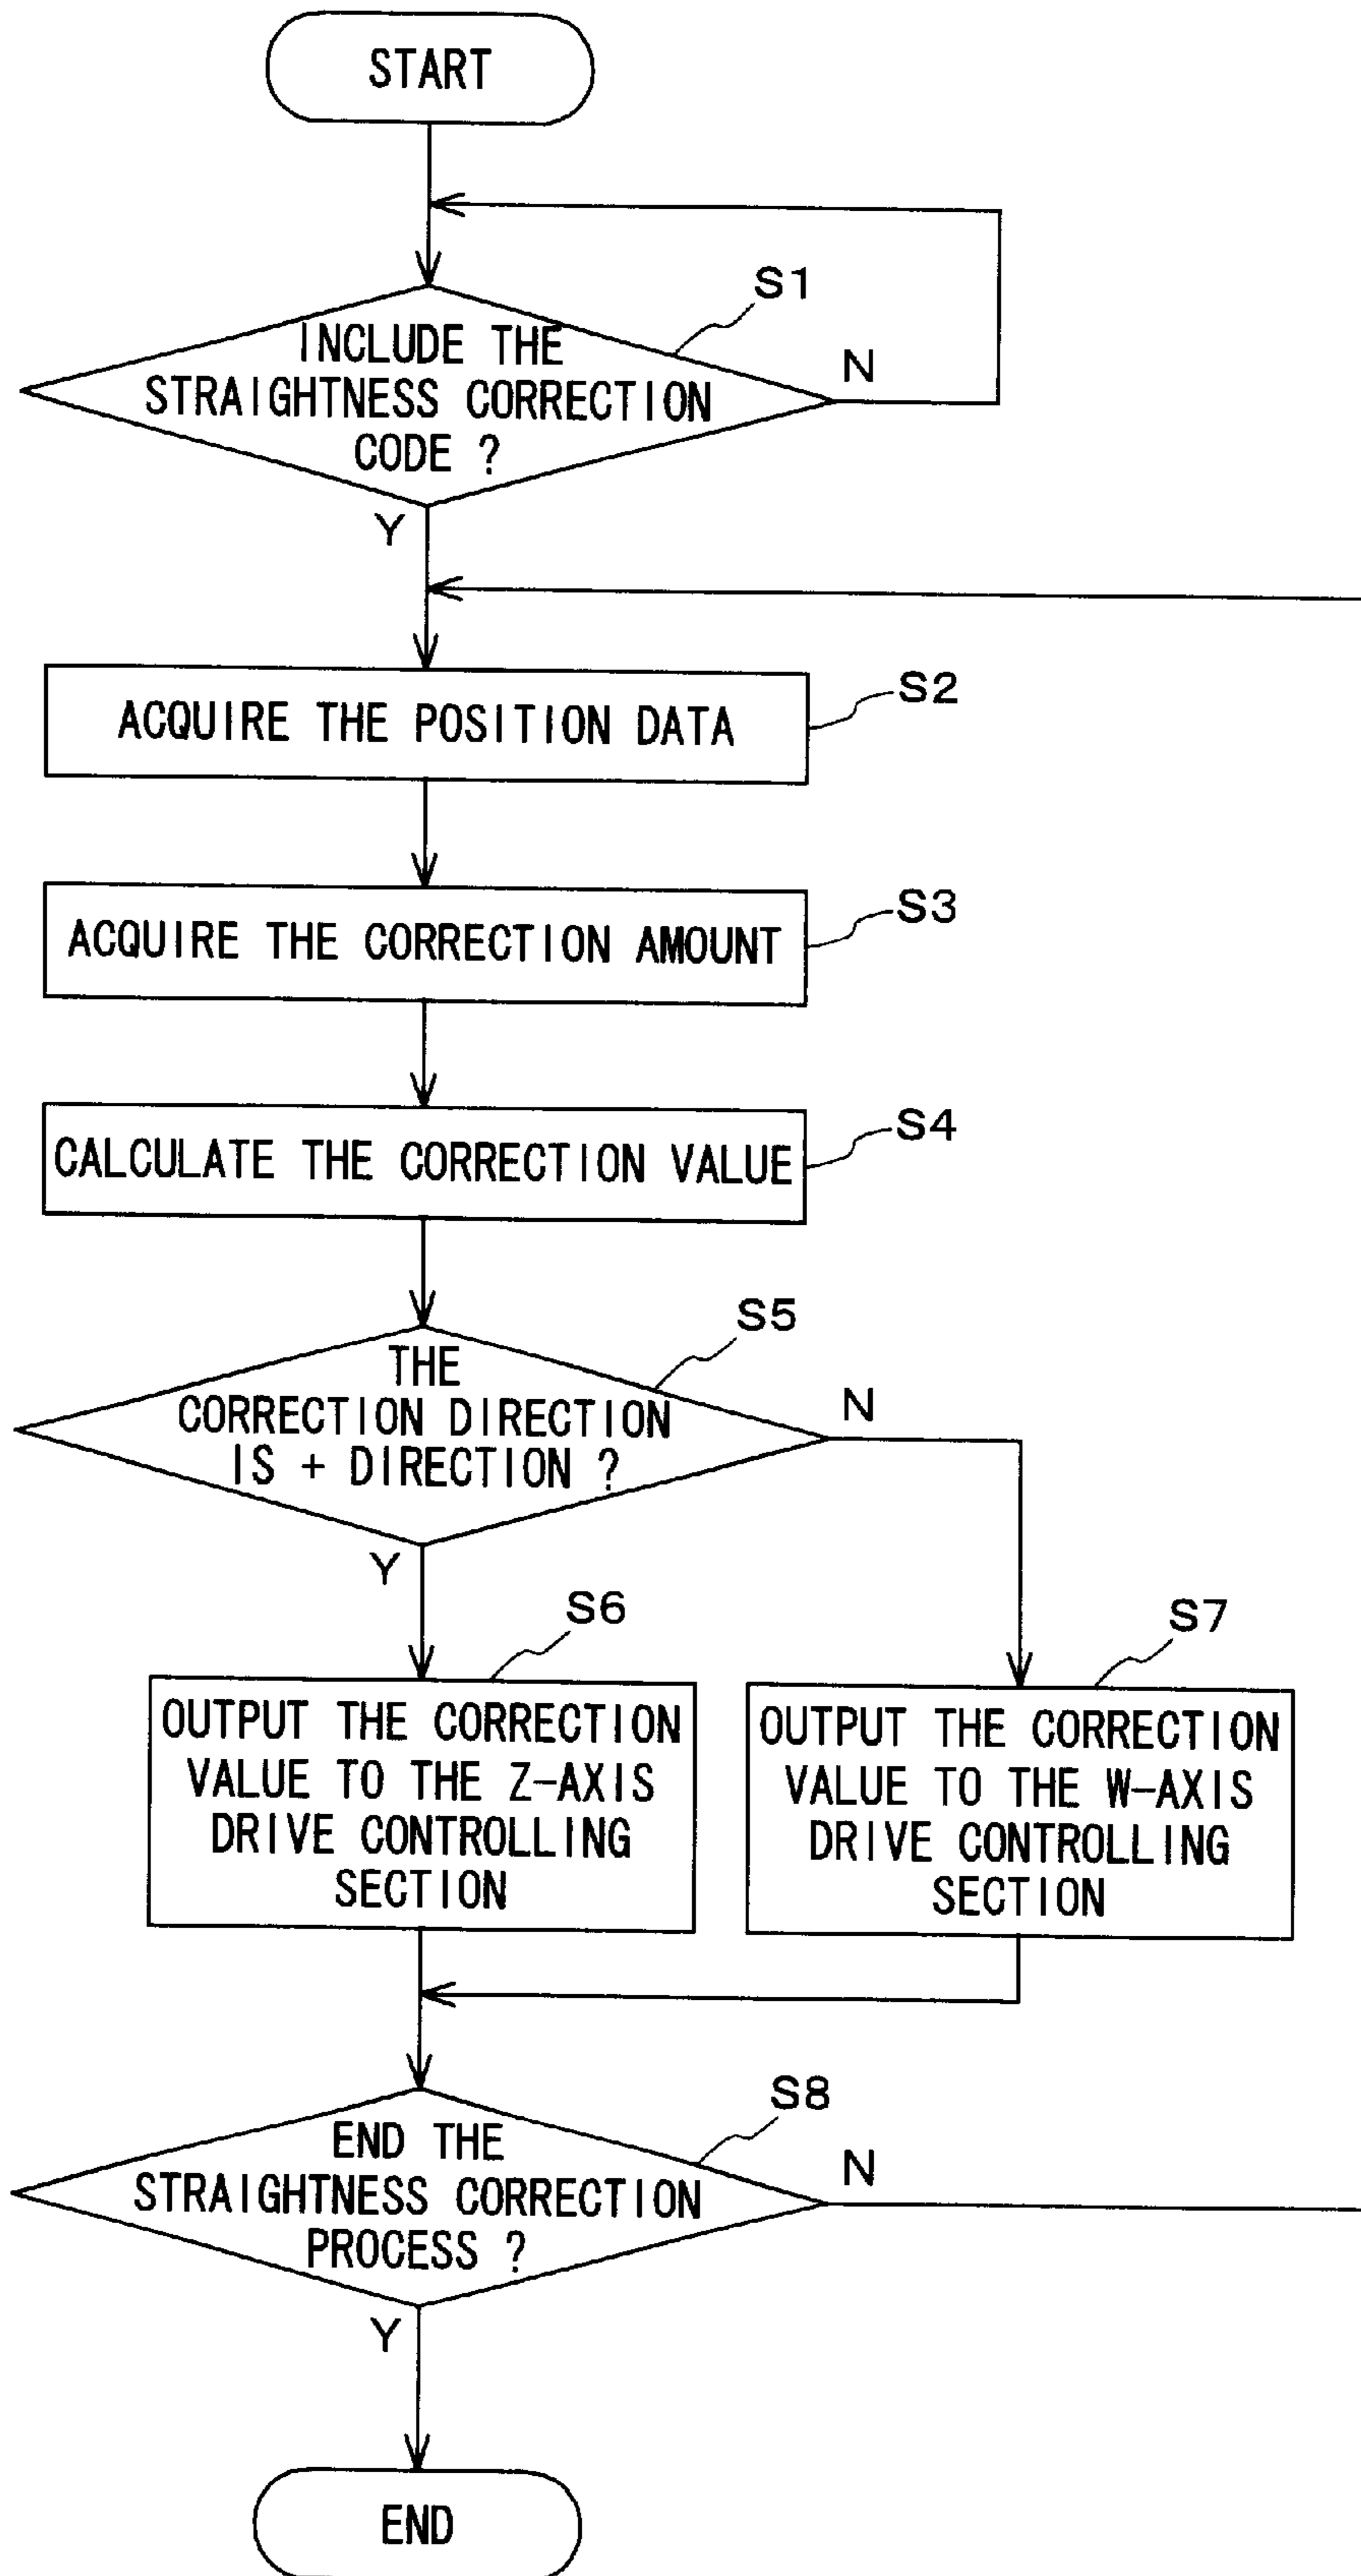 START
S1
INCLUDE THE
STRAIGHTNESS CORRECTION
CODE ?
N
Y
S2
ACQUIRE THE POSITION DATA
S3
ACQUIRE THE CORRECTION AMOUNT
S4
CALCULATE THE CORRECTION VALUE
S5
THE
CORRECTION DIRECTION
IS + DIRECTION ?
N
Y
S6
OUTPUT THE CORRECTION
VALUE TO THE Z-AXIS
DRIVE CONTROLLING
SECTION
S7
OUTPUT THE CORRECTION
VALUE TO THE W-AXIS
DRIVE CONTROLLING
SECTION
S8
END THE
STRAIGHTNESS CORRECTION
PROCESS ?
N
Y
END